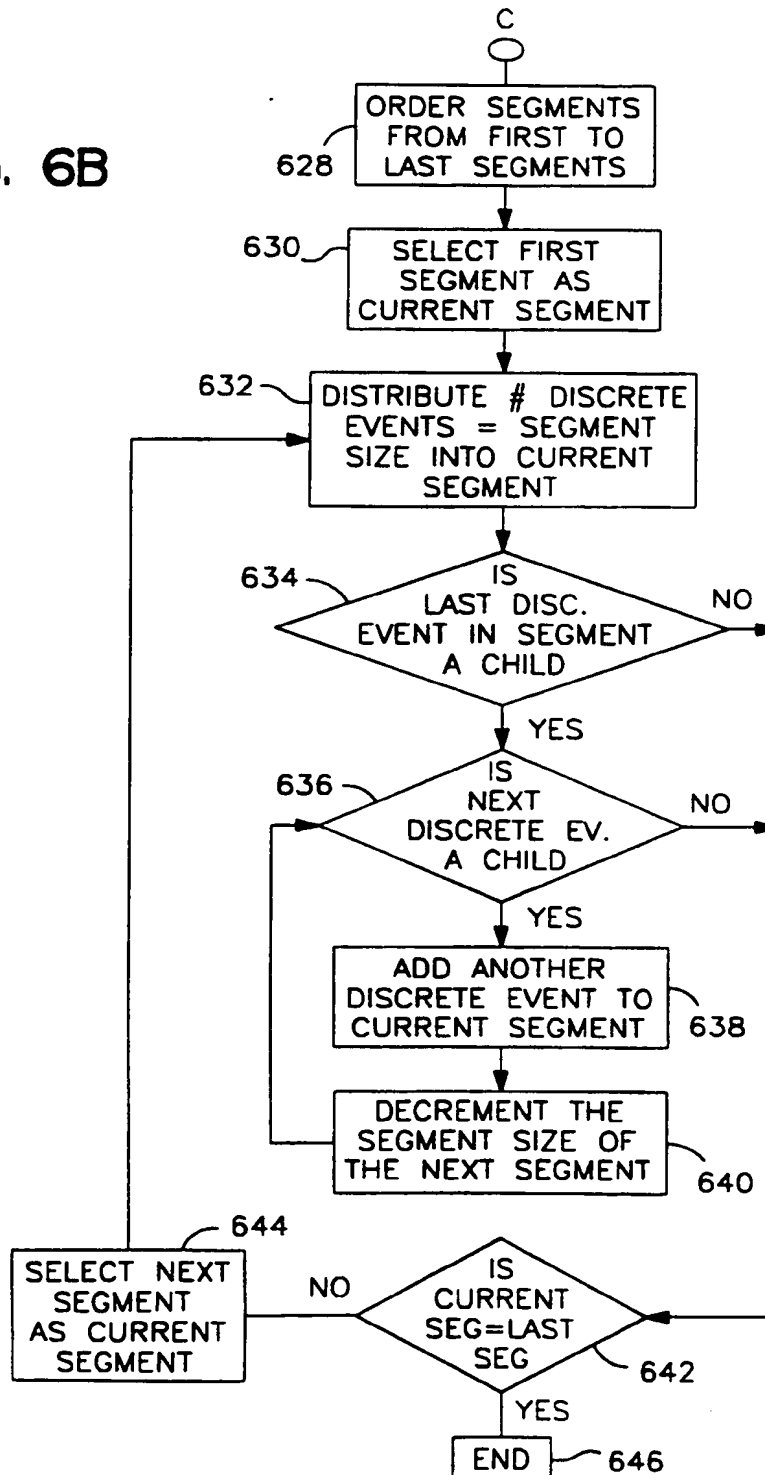 C
ORDER SEGMENTS
FROM FIRST TO
LAST SEGMENTS
628
6B
630
SELECT FIRST
SEGMENT AS
CURRENT SEGMENT
632
DISTRIBUTE # DISCRETE
EVENTS = SEGMENT
SIZE INTO CURRENT
SEGMENT
634
IS
LAST DISC.
EVENT IN SEGMENT
A CHILD
NO
YES
636
IS
NEXT
DISCRETE EV.
A CHILD
NO
YES
ADD ANOTHER
DISCRETE EVENT TO
CURRENT SEGMENT
638
DECREMENT THE
SEGMENT SIZE OF
THE NEXT SEGMENT
640
644
SELECT NEXT
SEGMENT
AS CURRENT
SEGMENT
NO
IS
CURRENT
SEG=LAST
SEG
642
YES
END
646